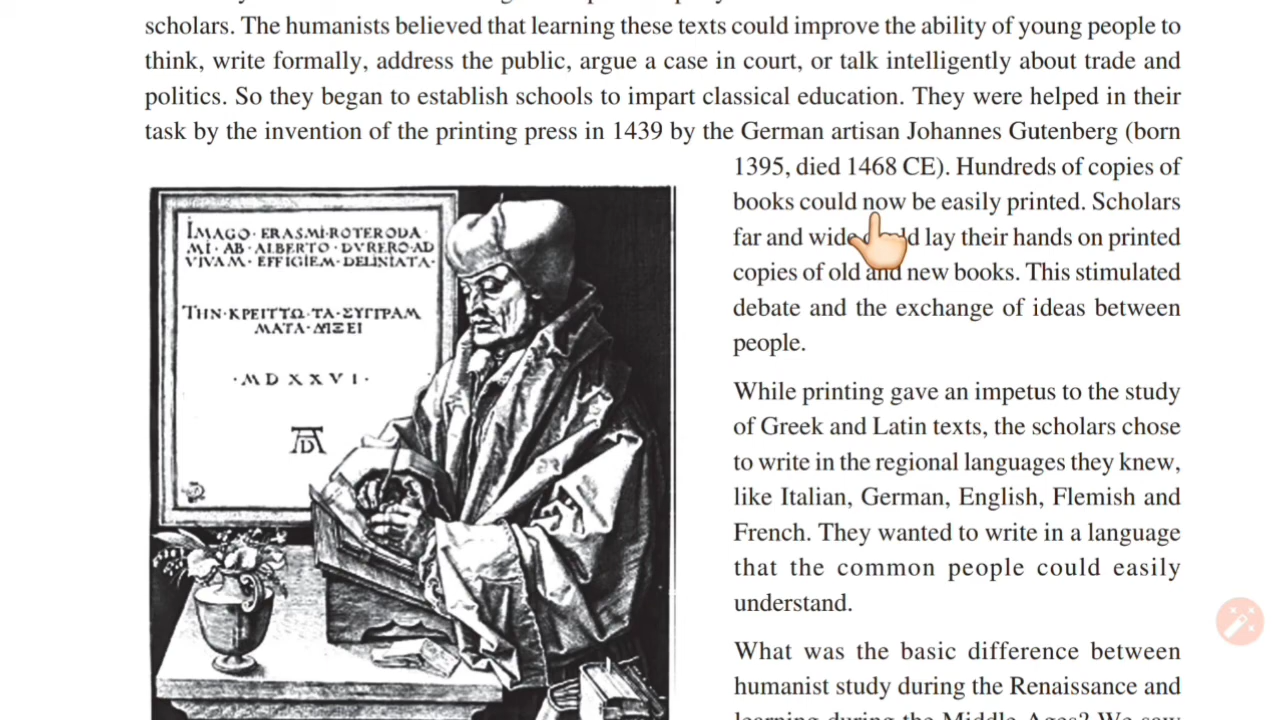 scholars. The humanists believed that learning these texts could improve the ability of young people to
think, write formally, address the public, argue a case in court, or talk intelligently about trade and
politics. So they began to establish schools to impart classical education. They were helped in their
task by the invention of the printing press in 1439 by the German artisan Johannes Gutenberg (born
1395, died 1468 CE). Hundreds of copies of
books could now be easily printed. Scholars
far and wide lay their hands on printed
copies of old and new books. This stimulated
debate and the exchange of ideas between
people.
While printing gave an impetus to the study
of Greek and Latin texts, the scholars chose
to write in the regional languages they knew,
like Italian, German, English, Flemish and
French. They wanted to write in a language
that the common people could easily
understand.
What was the basic difference between
humanist study during the Renaissance and
learning during the Middle Ages? We saw
IMAGO · ERASMI · ROTERODA
MI · AB · ALBERTO · DVRERO · AD
VIVAM · EFFIGIEM · DELINIATA ·
ΤΗΝ · ΚΡΕΙΤΤΩ · ΤΑ · ΣΥΓΓΡΑΜ
ΜΑΤΑ · ΔΙΞΕΙ
· MDXXVI ·
AD